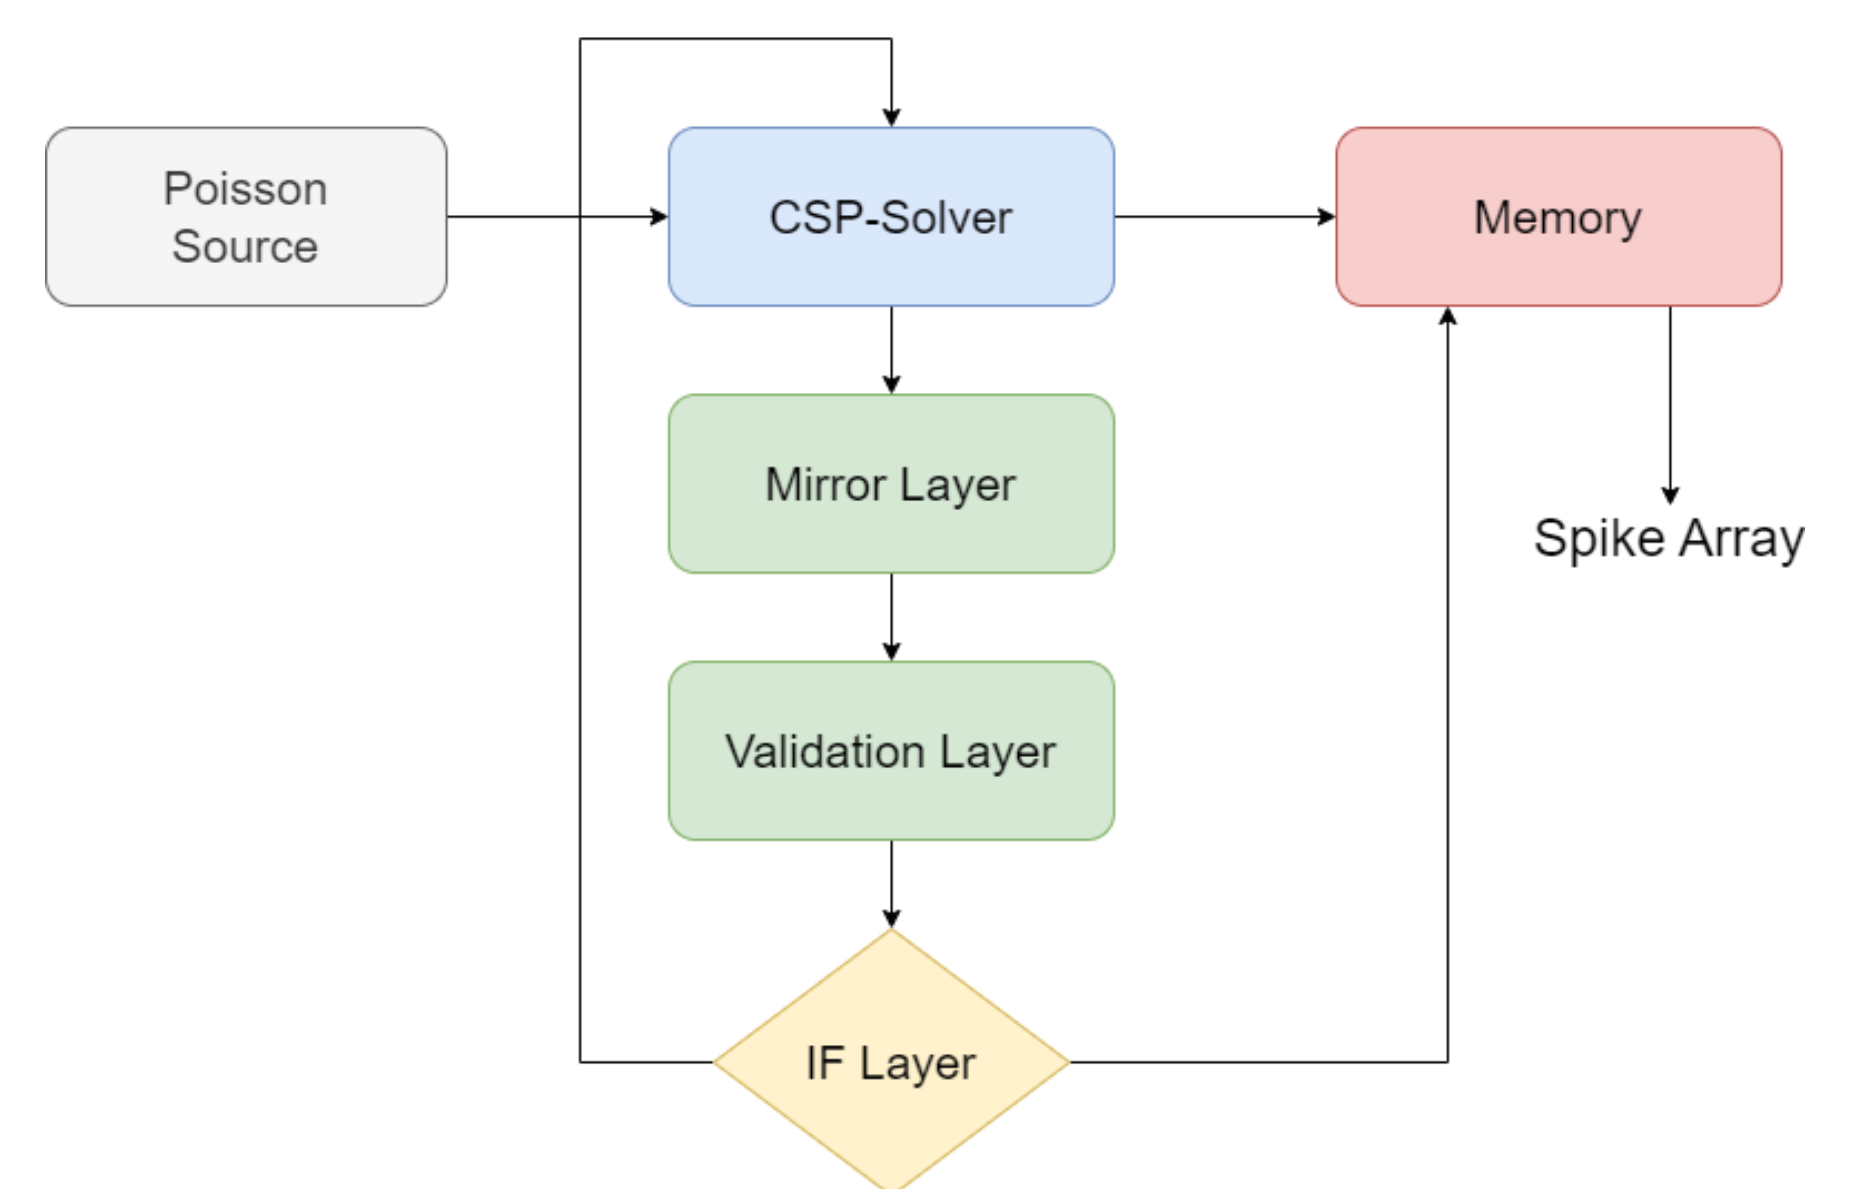 Poisson
Source
CSP-Solver
Memory
Mirror Layer
Spike Array
Validation Layer
IF Layer